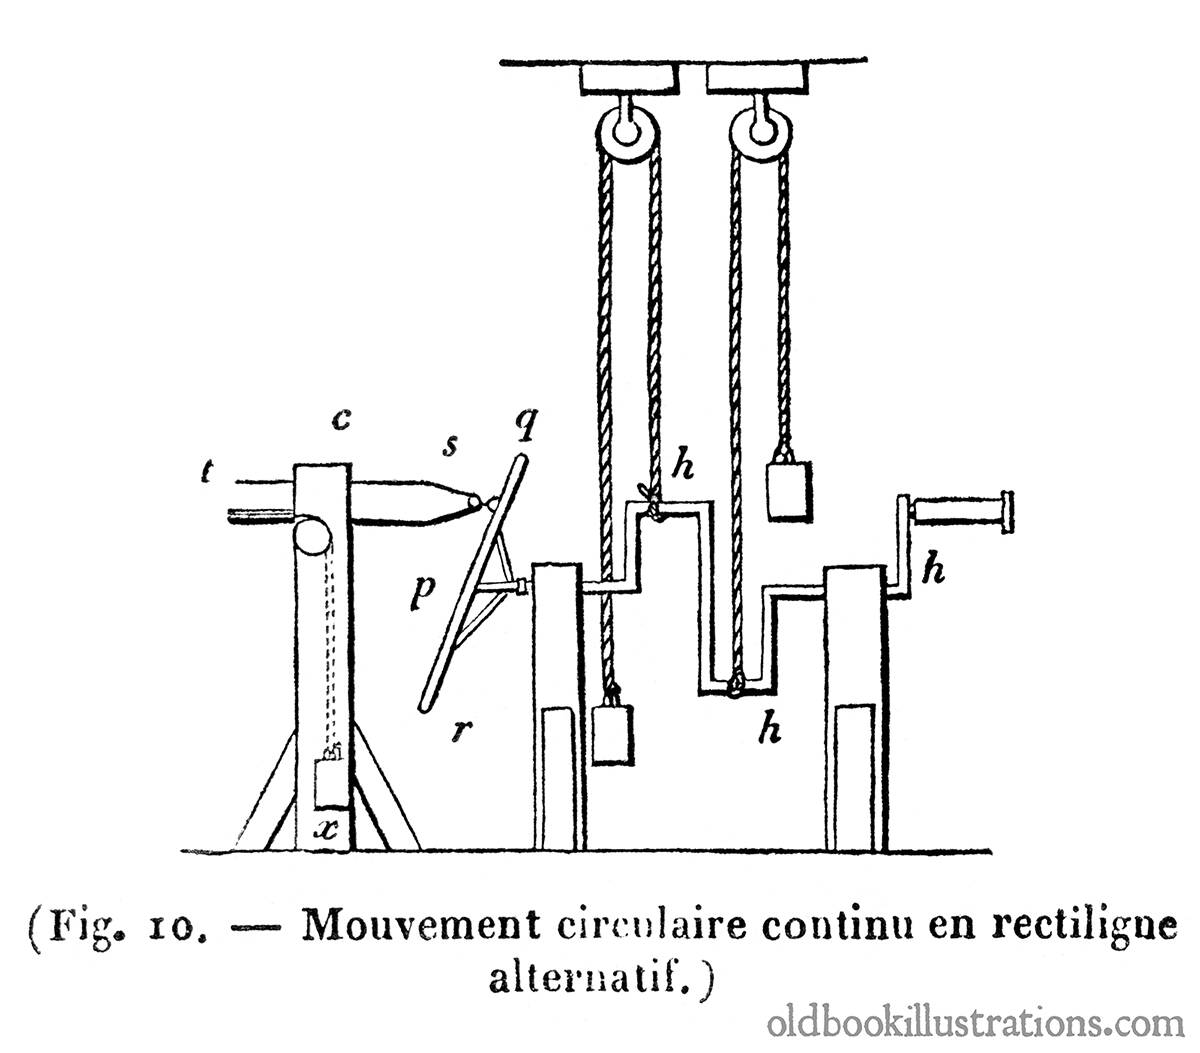 c
s
q
t
h
p
h
r
h
x
(Fig. 10. — Mouvement circulaire continu en rectiligne
alternatif.)
oldbookillustrations.com